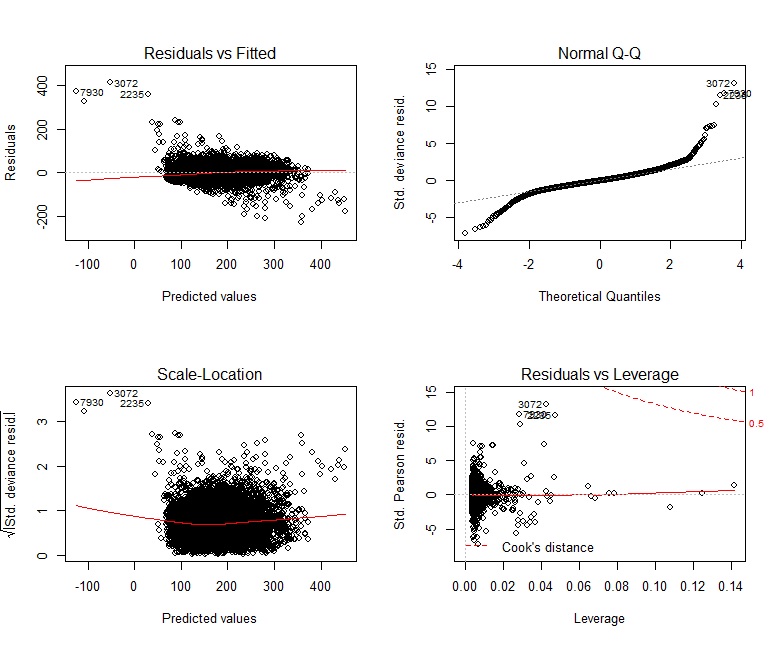 Residuals vs Fitted
Residuals
400
200
0
-200
3072
7930
2235
-100 0 100 200 300 400
Predicted values
Normal Q-Q
Std. deviance resid.
15
10
5
0
-5
3072
7930
2235
-4 -2 0 2 4
Theoretical Quantiles
Scale-Location
√|Std. deviance resid.|
3
2
1
0
3072
7930
2235
-100 0 100 200 300 400
Predicted values
Residuals vs Leverage
Std. Pearson resid.
15
10
5
0
-5
3072
7930
2235
1
0.5
Cook's distance
0.00 0.02 0.04 0.06 0.08 0.10 0.12 0.14
Leverage